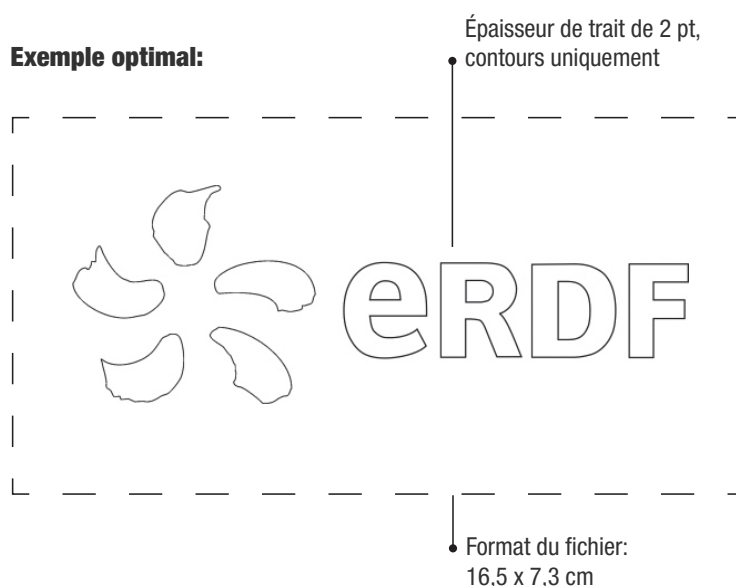 Épaisseur de trait de 2 pt,
contours uniquement
Exemple optimal:
eRDF
Format du fichier:
16,5 x 7,3 cm